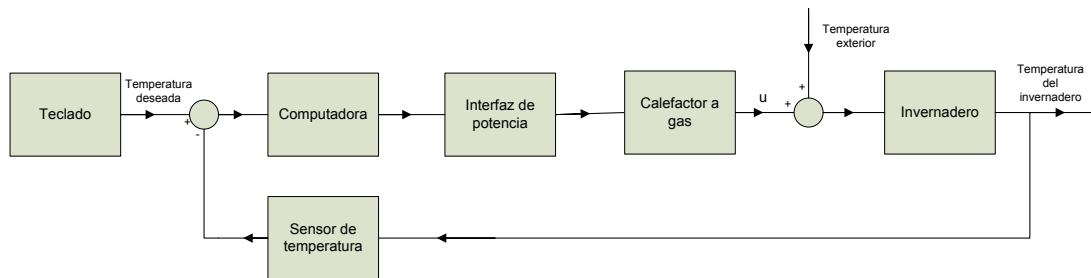 Temperatura
exterior
Temperatura
deseada
Teclado
+
-
Computadora
Interfaz de
potencia
Calefactor a
gas
u
+
+
Invernadero
Temperatura
del
invernadero
Sensor de
temperatura